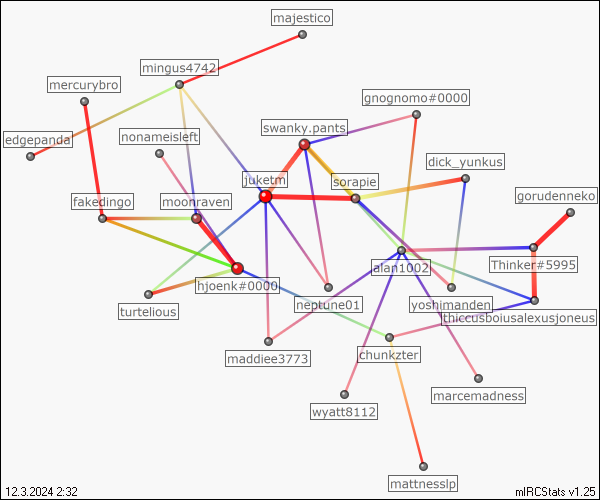 majestico
mingus4742
mercurybro
gnognomo#0000
swanky.pants
edgepanda
nonameisleft
dick_yunkus
juketm
sorapie
gorudenneko
fakedingo
moonraven
alan1002
Thinker#5995
hjoenk#0000
turtelious
neptune01
yoshimanden
thiccusboiusalexusjoneus
maddiee3773
chunkzter
wyatt8112
marcemadness
mattnesslp
12.3.2024 2:32
mIRCStats v1.25